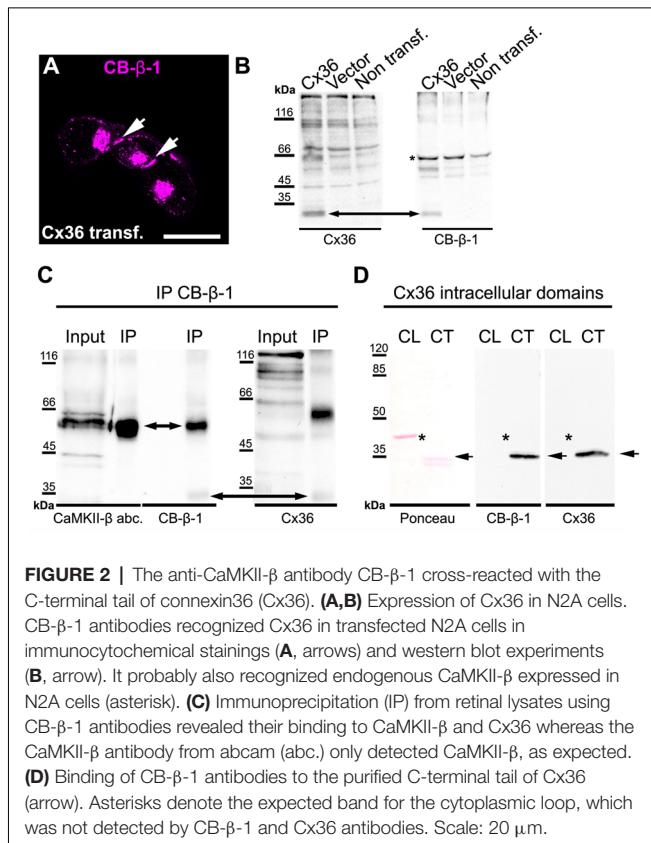 A
CB-β-1
Cx36 transf.
B
Cx36
Vector
Non transf.
Cx36
Vector
Non transf.
kDa
116
66
45
35
*
Cx36
CB-β-1
C
IP CB-β-1
Input
IP
IP
Input
IP
116
66
45
35
kDa
116
66
45
35
CaMKII-β abc.
CB-β-1
Cx36
D
Cx36 intracellular domains
CL
CT
CL
CT
CL
CT
120
85
50
35
kDa
*
*
*
Ponceau
CB-β-1
Cx36
FIGURE 2 | The anti-CaMKII-β antibody CB-β-1 cross-reacted with the
C-terminal tail of connexin36 (Cx36). (A,B) Expression of Cx36 in N2A cells.
CB-β-1 antibodies recognized Cx36 in transfected N2A cells in
immunocytochemical stainings (A, arrows) and western blot experiments
(B, arrow). It probably also recognized endogenous CaMKII-β expressed in
N2A cells (asterisk). (C) Immunoprecipitation (IP) from retinal lysates using
CB-β-1 antibodies revealed their binding to CaMKII-β and Cx36 whereas the
CaMKII-β antibody from abcam (abc.) only detected CaMKII-β, as expected.
(D) Binding of CB-β-1 antibodies to the purified C-terminal tail of Cx36
(arrow). Asterisks denote the expected band for the cytoplasmic loop, which
was not detected by CB-β-1 and Cx36 antibodies. Scale: 20 μm.